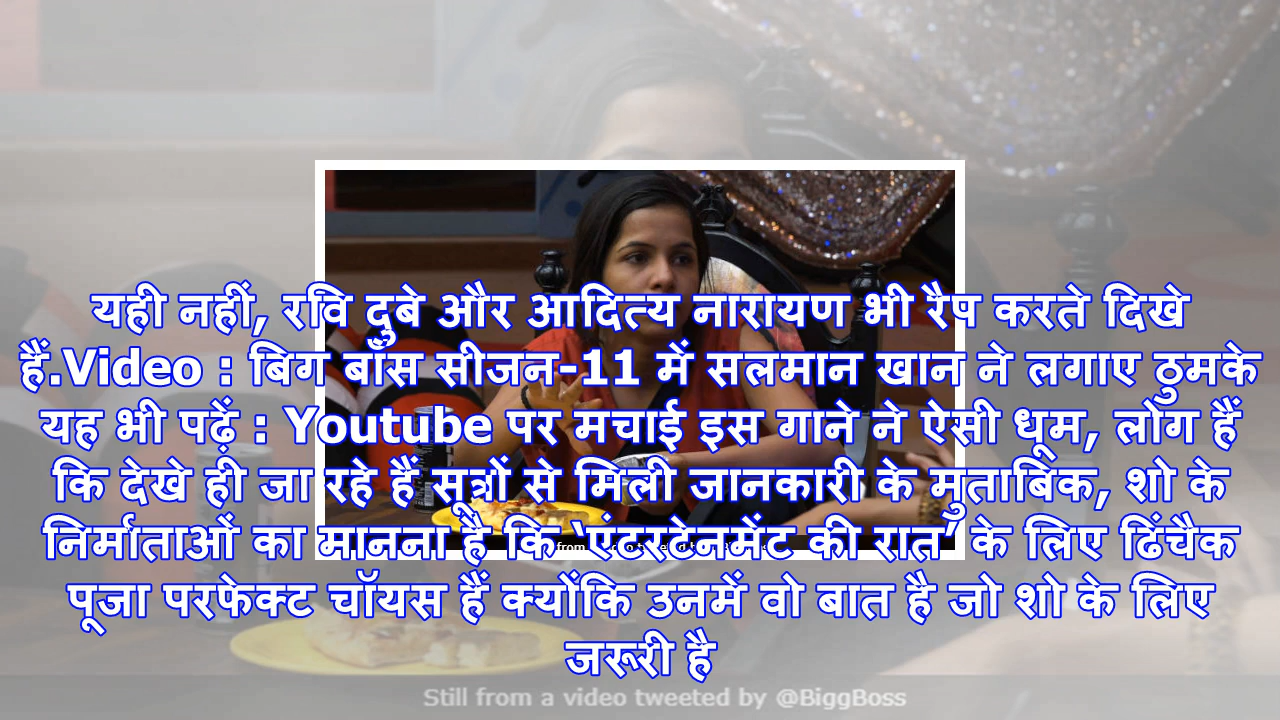 यही नहीं, रवि दुबे और आदित्य नारायण भी रैप करते दिखे
हैं.Video : बिग बॉस सीजन-11 में सलमान खान ने लगाए ठुमके
यह भी पढ़ें : Youtube पर मचाई इस गाने ने ऐसी धूम, लोग हैं
कि देखे ही जा रहे हैं सूत्रों से मिली जानकारी के मुताबिक, शो के
निर्माताओं का मानना है कि ‘एंटरटेनमेंट की रात’ के लिए ढिंचैक
पूजा परफेक्ट चॉयस हैं क्योंकि उनमें वो बात है जो शो के लिए
जरूरी है
Still from a video tweeted by @BiggBoss